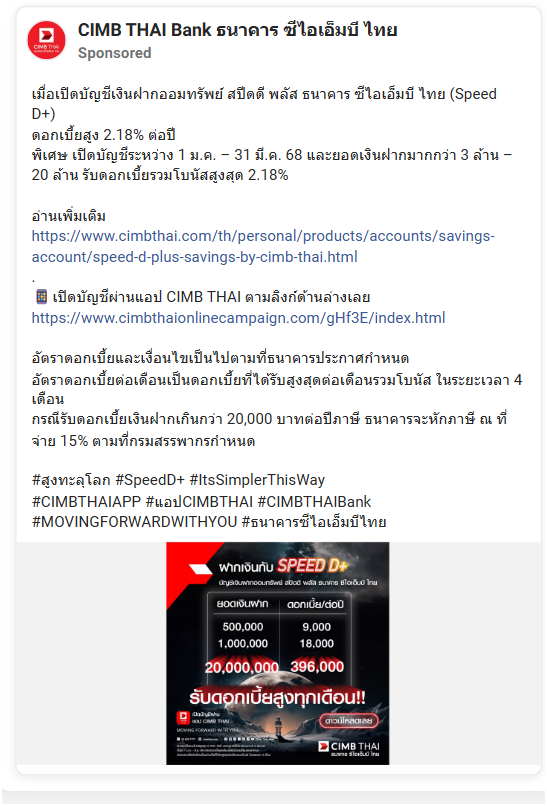 CIMB THAI Bank ธนาคาร ซีไอเอ็มบี ไทย
Sponsored
เมื่อเปิดบัญชีเงินฝากออมทรัพย์ สปีดดี พลัส ธนาคาร ซีไอเอ็มบี ไทย (Speed
D+)
ดอกเบี้ยสูง 2.18% ต่อปี
พิเศษ เปิดบัญชีระหว่าง 1 ม.ค. – 31 มี.ค. 68 และยอดเงินฝากมากกว่า 3 ล้าน –
20 ล้าน รับดอกเบี้ยรวมโบนัสสูงสุด 2.18%
อ่านเพิ่มเติม
https://www.cimbthai.com/th/personal/products/accounts/savings-
account/speed-d-plus-savings-by-cimb-thai.html
.
เปิดบัญชีผ่านแอป CIMB THAI ตามลิงก์ด้านล่างเลย
https://www.cimbthaionlinecampaign.com/gHf3E/index.html
อัตราดอกเบี้ยและเงื่อนไขเป็นไปตามที่ธนาคารประกาศกำหนด
อัตราดอกเบี้ยต่อเดือนเป็นดอกเบี้ยที่ได้รับสูงสุดต่อเดือนรวมโบนัส ในระยะเวลา 4
เดือน
กรณีรับดอกเบี้ยเงินฝากเกินกว่า 20,000 บาทต่อปีภาษี ธนาคารจะหักภาษี ณ ที่
จ่าย 15% ตามที่กรมสรรพากรกำหนด
#สูงทะลุโลก #SpeedD+ #ItsSimplerThisWay
#CIMBTHAIAPP #แอปCIMBTHAI #CIMBTHAIBank
#MOVINGFORWARDWITHYOU #ธนาคารซีไอเอ็มบีไทย
ฝากเงินกับ SPEED D+
บัญชีเงินฝากออมทรัพย์ สปีดดี พลัส ธนาคาร ซีไอเอ็มบี ไทย
ยอดเงินฝาก ดอกเบี้ย/ต่อปี
500,000 9,000
1,000,000 18,000
20,000,000 396,000
รับดอกเบี้ยสูงทุกเดือน!!
เปิดบัญชีผ่าน
แอป CIMB THAI
ดาวน์โหลดเลย
MOVING FORWARD WITH YOU
CIMB THAI
ธนาคาร ซีไอเอ็มบี ไทย